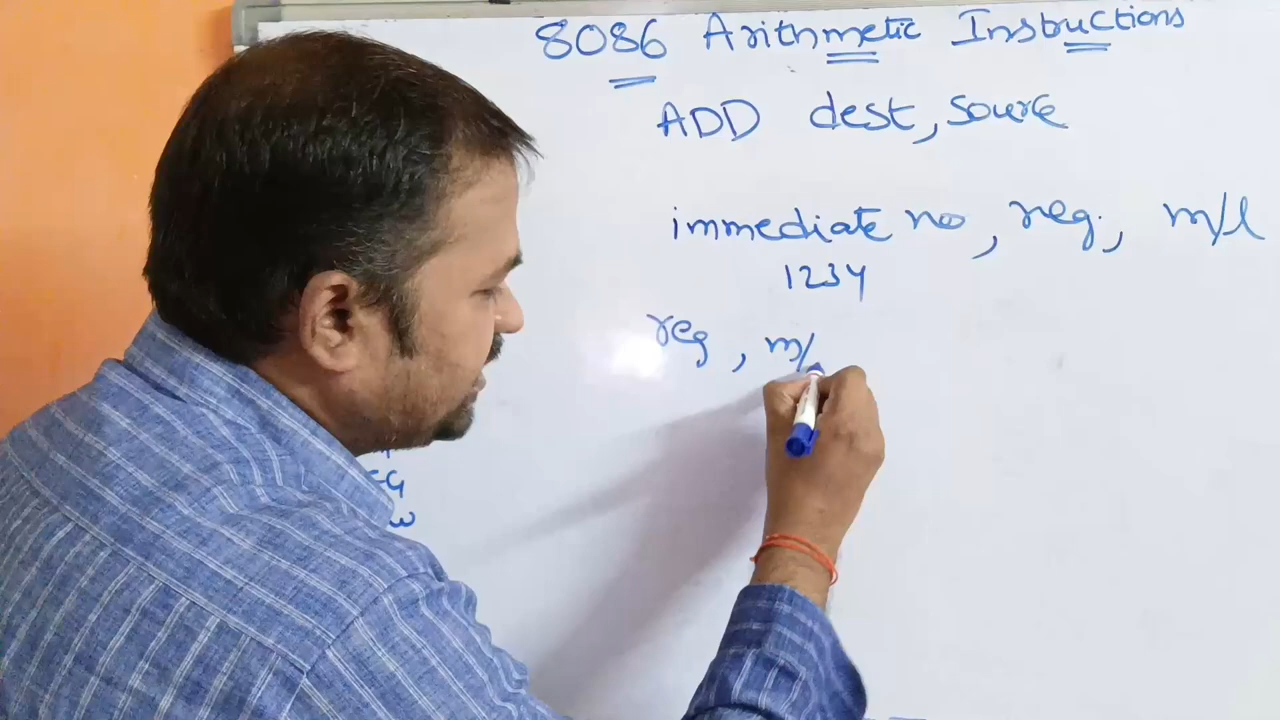 8086 Arithmetic Instructions
ADD dest, Source
immediate no, reg, m/l
1234
reg, m/